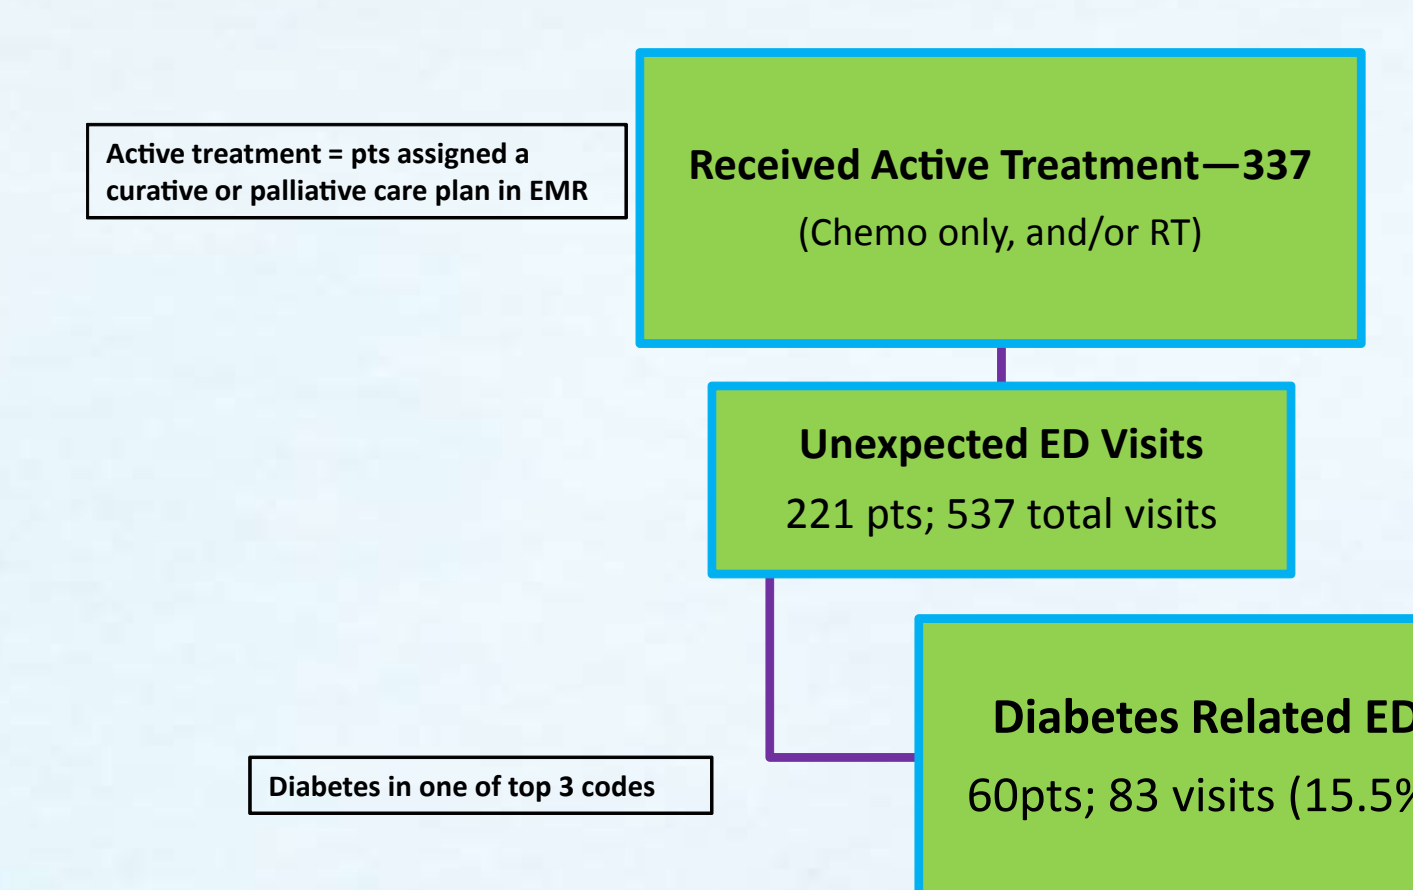 Active treatment = pts assigned a
curative or palliative care plan in EMR
Received Active Treatment—337
(Chemo only, and/or RT)
Unexpected ED Visits
221 pts; 537 total visits
Diabetes Related ED
60pts; 83 visits (15.5%
Diabetes in one of top 3 codes